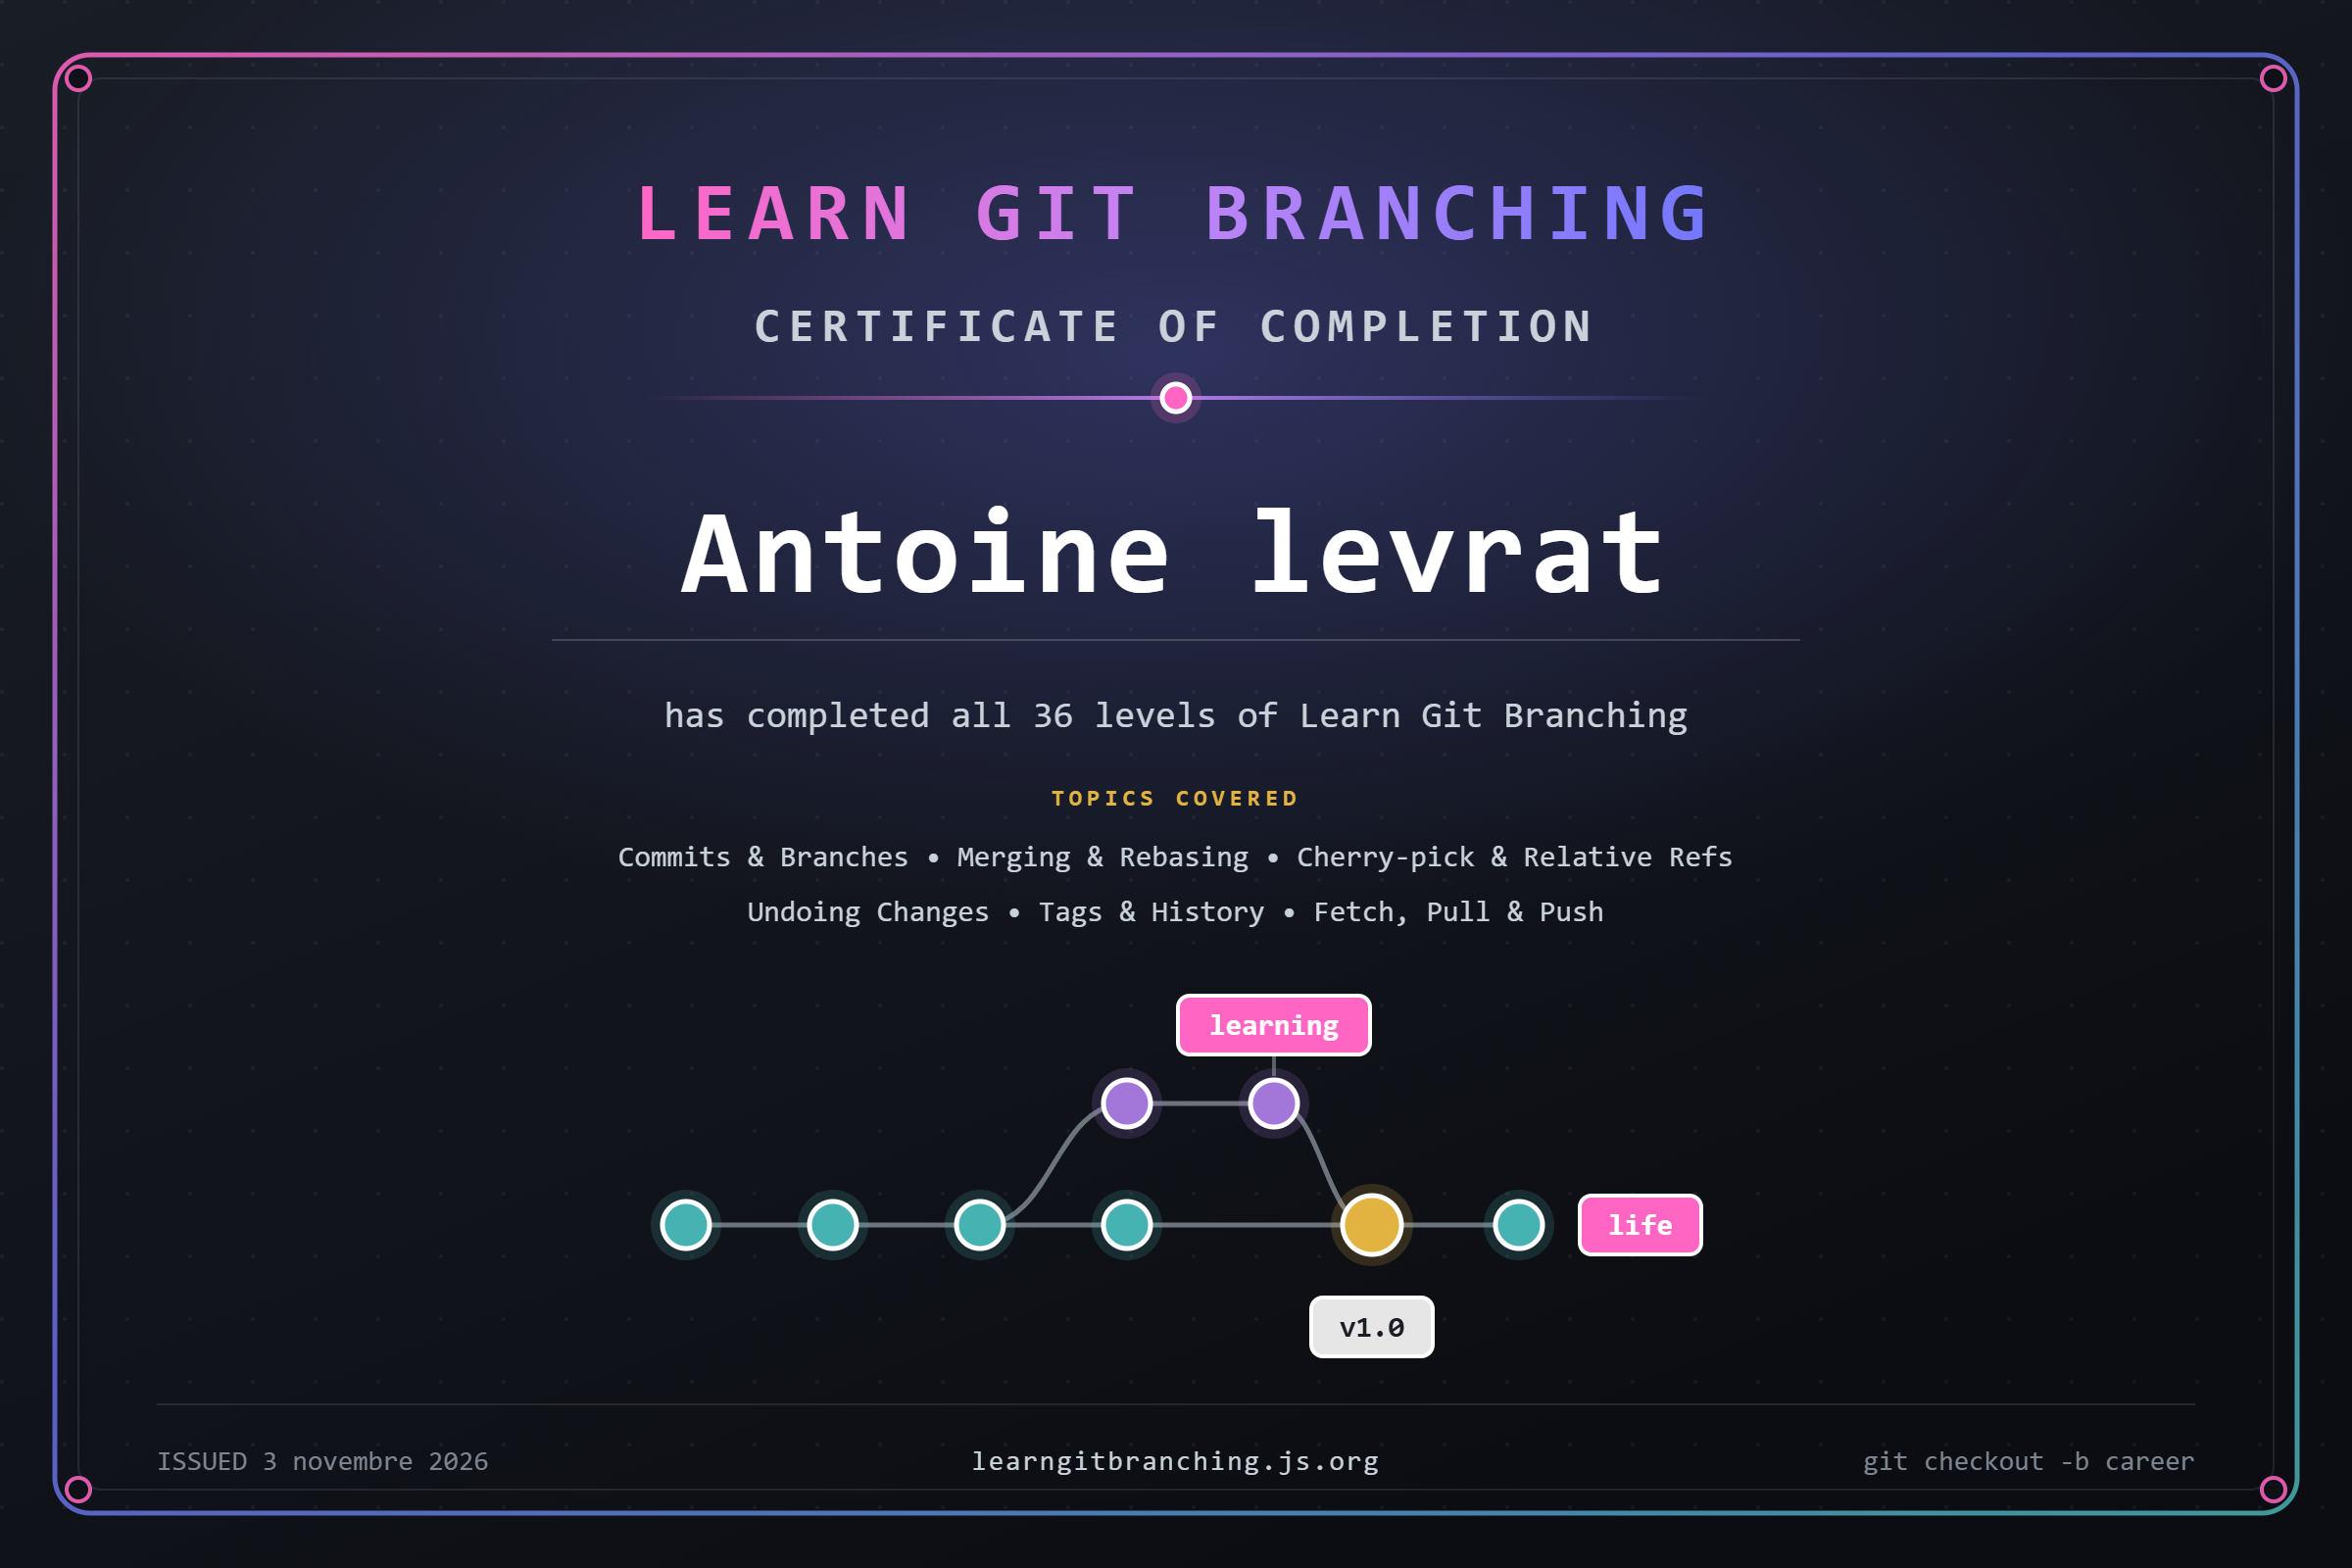 LEARN GIT BRANCHING
CERTIFICATE OF COMPLETION
Antoine levrat
has completed all 36 levels of Learn Git Branching
TOPICS COVERED
Commits & Branches • Merging & Rebasing • Cherry-pick & Relative Refs
Undoing Changes • Tags & History • Fetch, Pull & Push
learning
life
v1.0
ISSUED 3 novembre 2026
learngitbranching.js.org
git checkout -b career